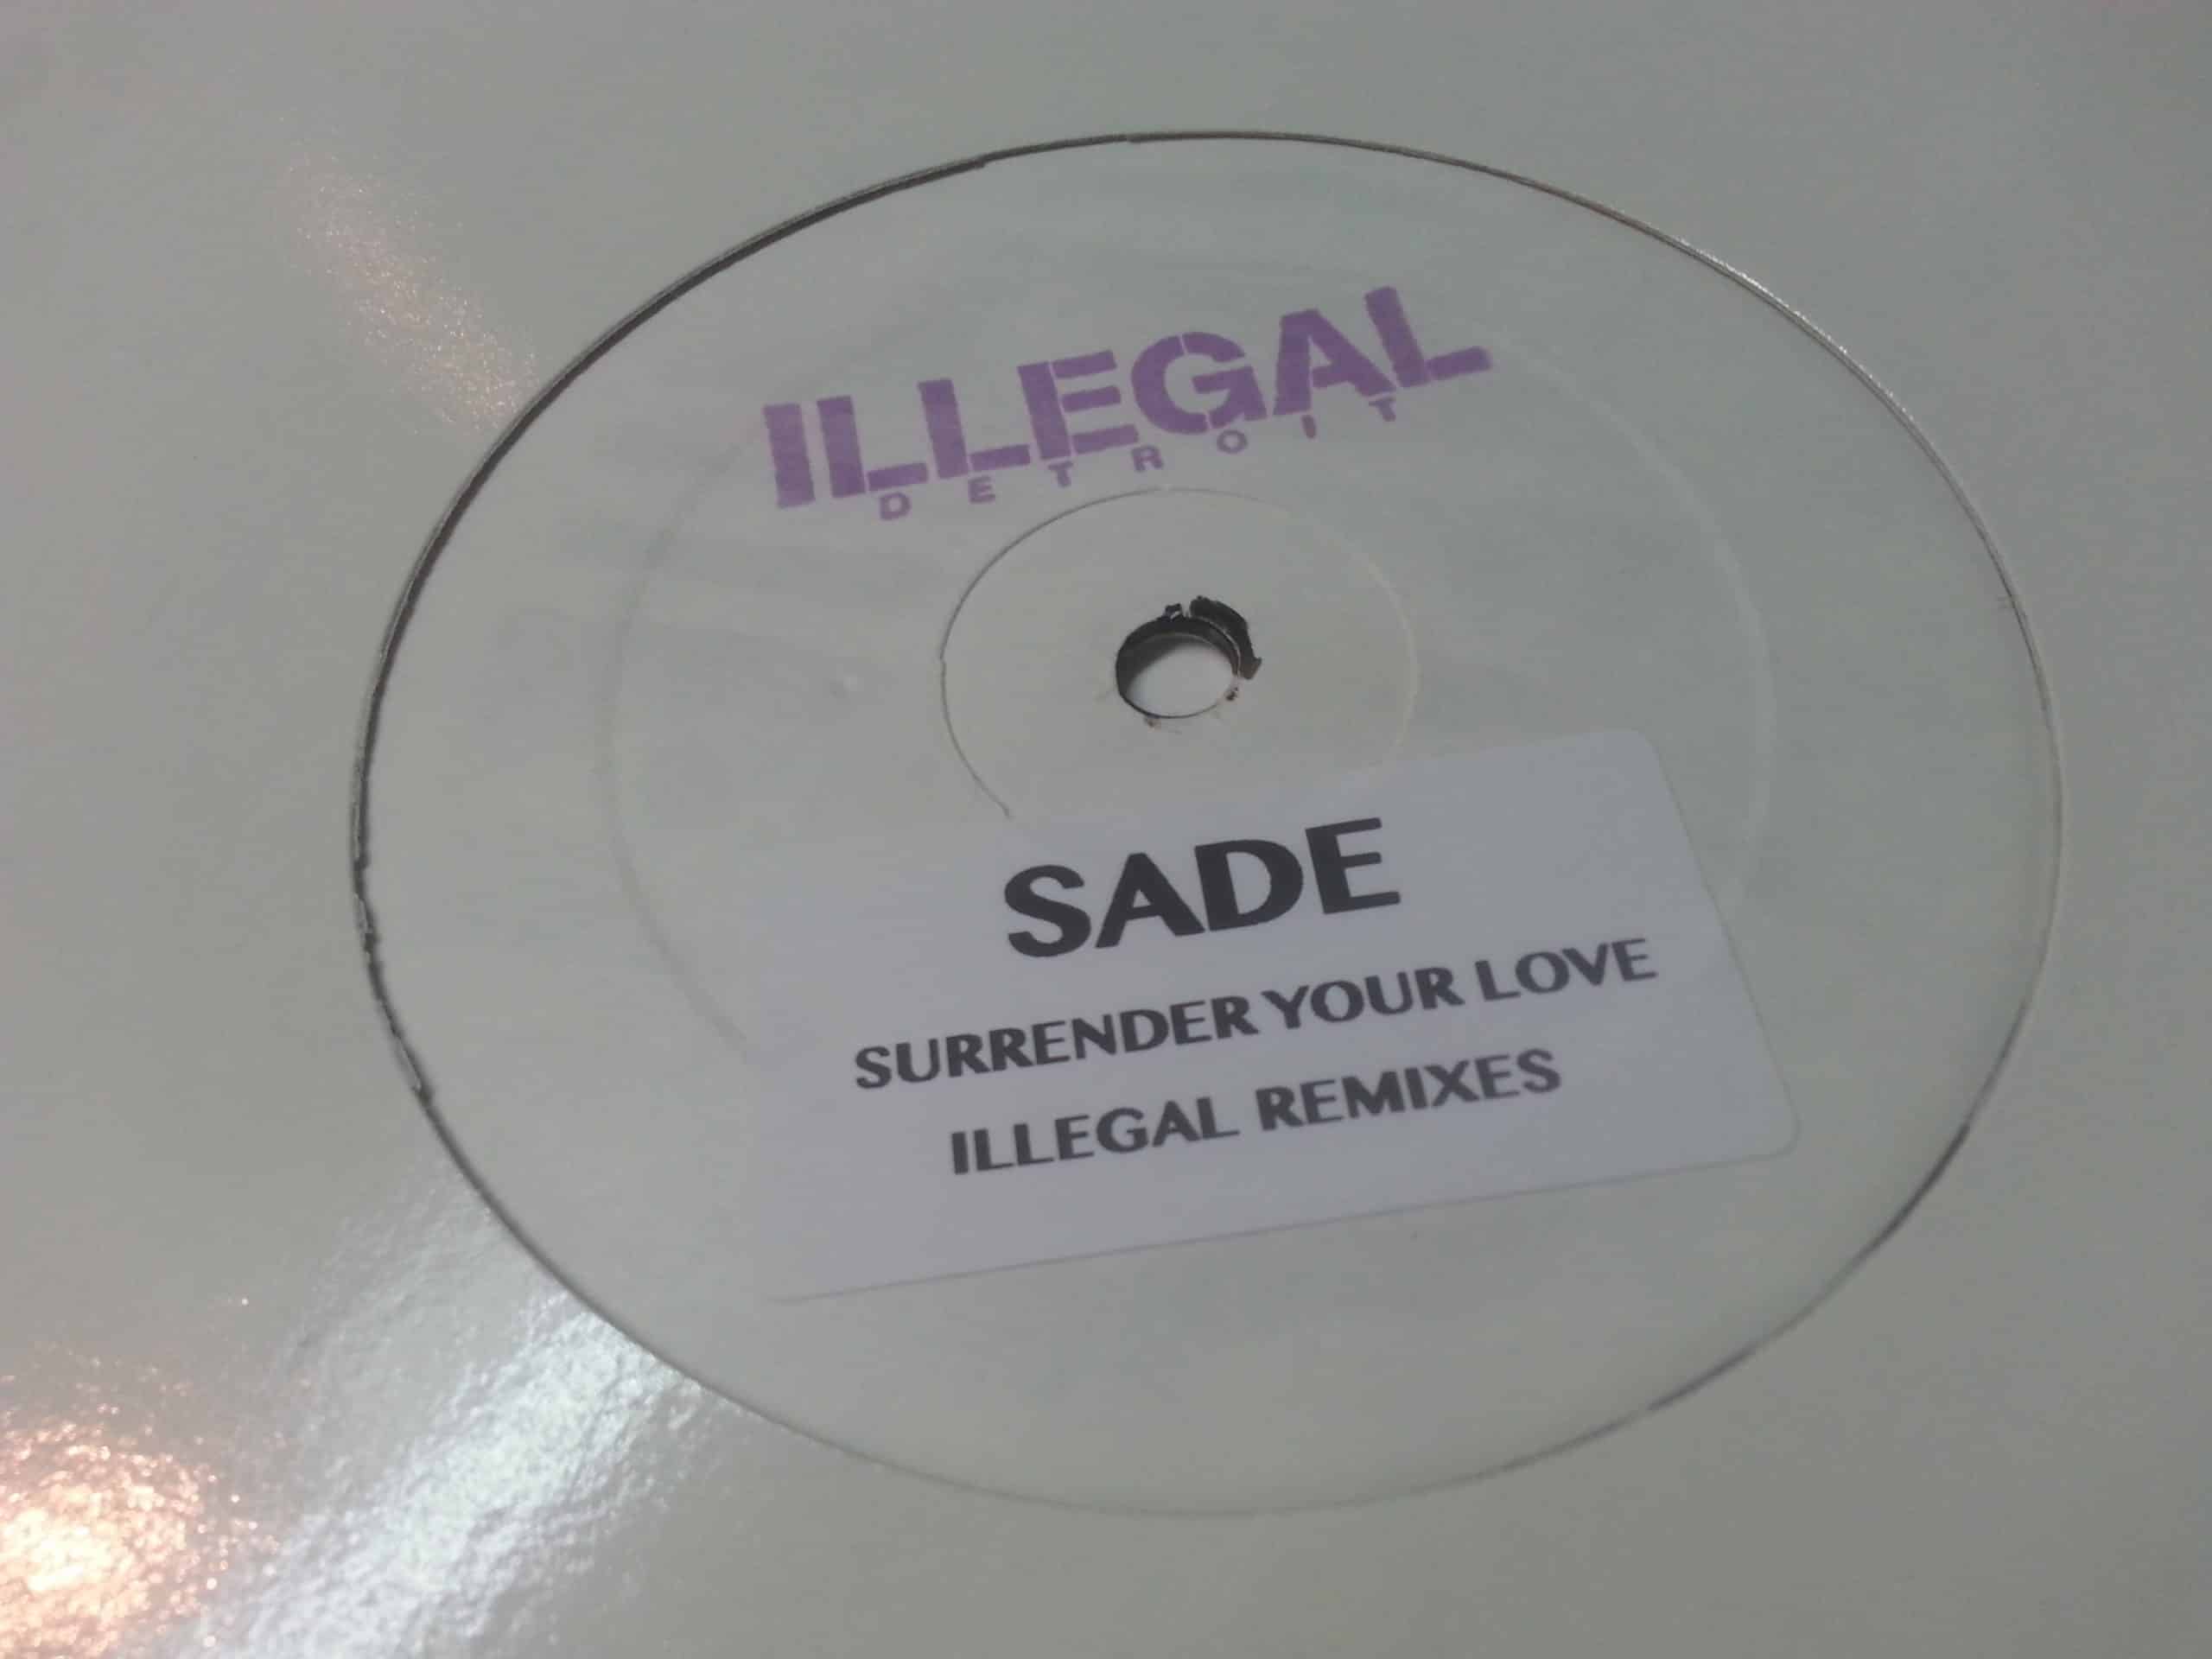 ILLEGAL
DETROIT
SADE
SURRENDER YOUR LOVE
ILLEGAL REMIXES